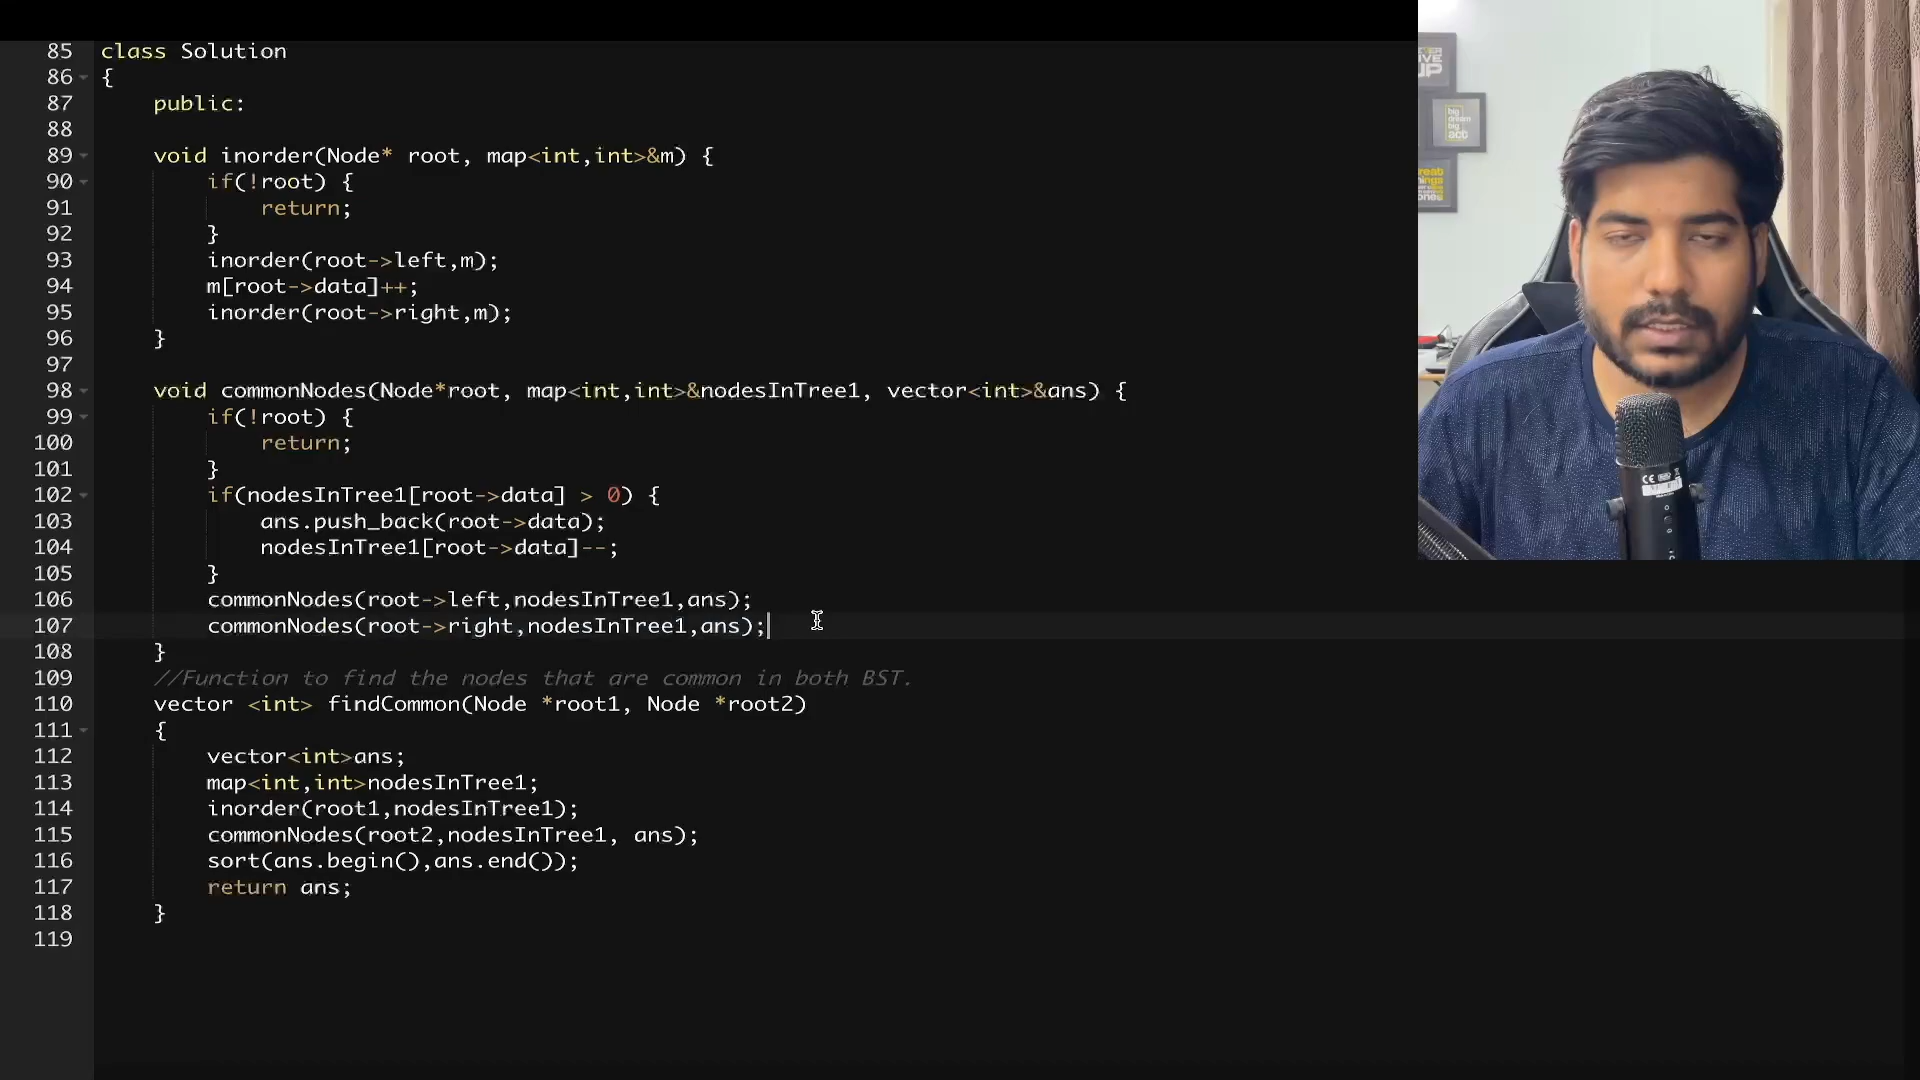 85 class Solution
86 {
87 public:
88
89 void inorder(Node* root, map<int,int>&m) {
90 if(!root) {
91 return;
92 }
93 inorder(root->left,m);
94 m[root->data]++;
95 inorder(root->right,m);
96 }
97
98 void commonNodes(Node*root, map<int,int>&nodesInTree1, vector<int>&ans) {
99 if(!root) {
100 return;
101 }
102 if(nodesInTree1[root->data] > 0) {
103 ans.push_back(root->data);
104 nodesInTree1[root->data]--;
105 }
106 commonNodes(root->left,nodesInTree1,ans);
107 commonNodes(root->right,nodesInTree1,ans);
108 }
109 //Function to find the nodes that are common in both BST.
110 vector <int> findCommon(Node *root1, Node *root2)
111 {
112 vector<int>ans;
113 map<int,int>nodesInTree1;
114 inorder(root1,nodesInTree1);
115 commonNodes(root2,nodesInTree1, ans);
116 sort(ans.begin(),ans.end());
117 return ans;
118 }
119
UP
big
dream
big
act
CE